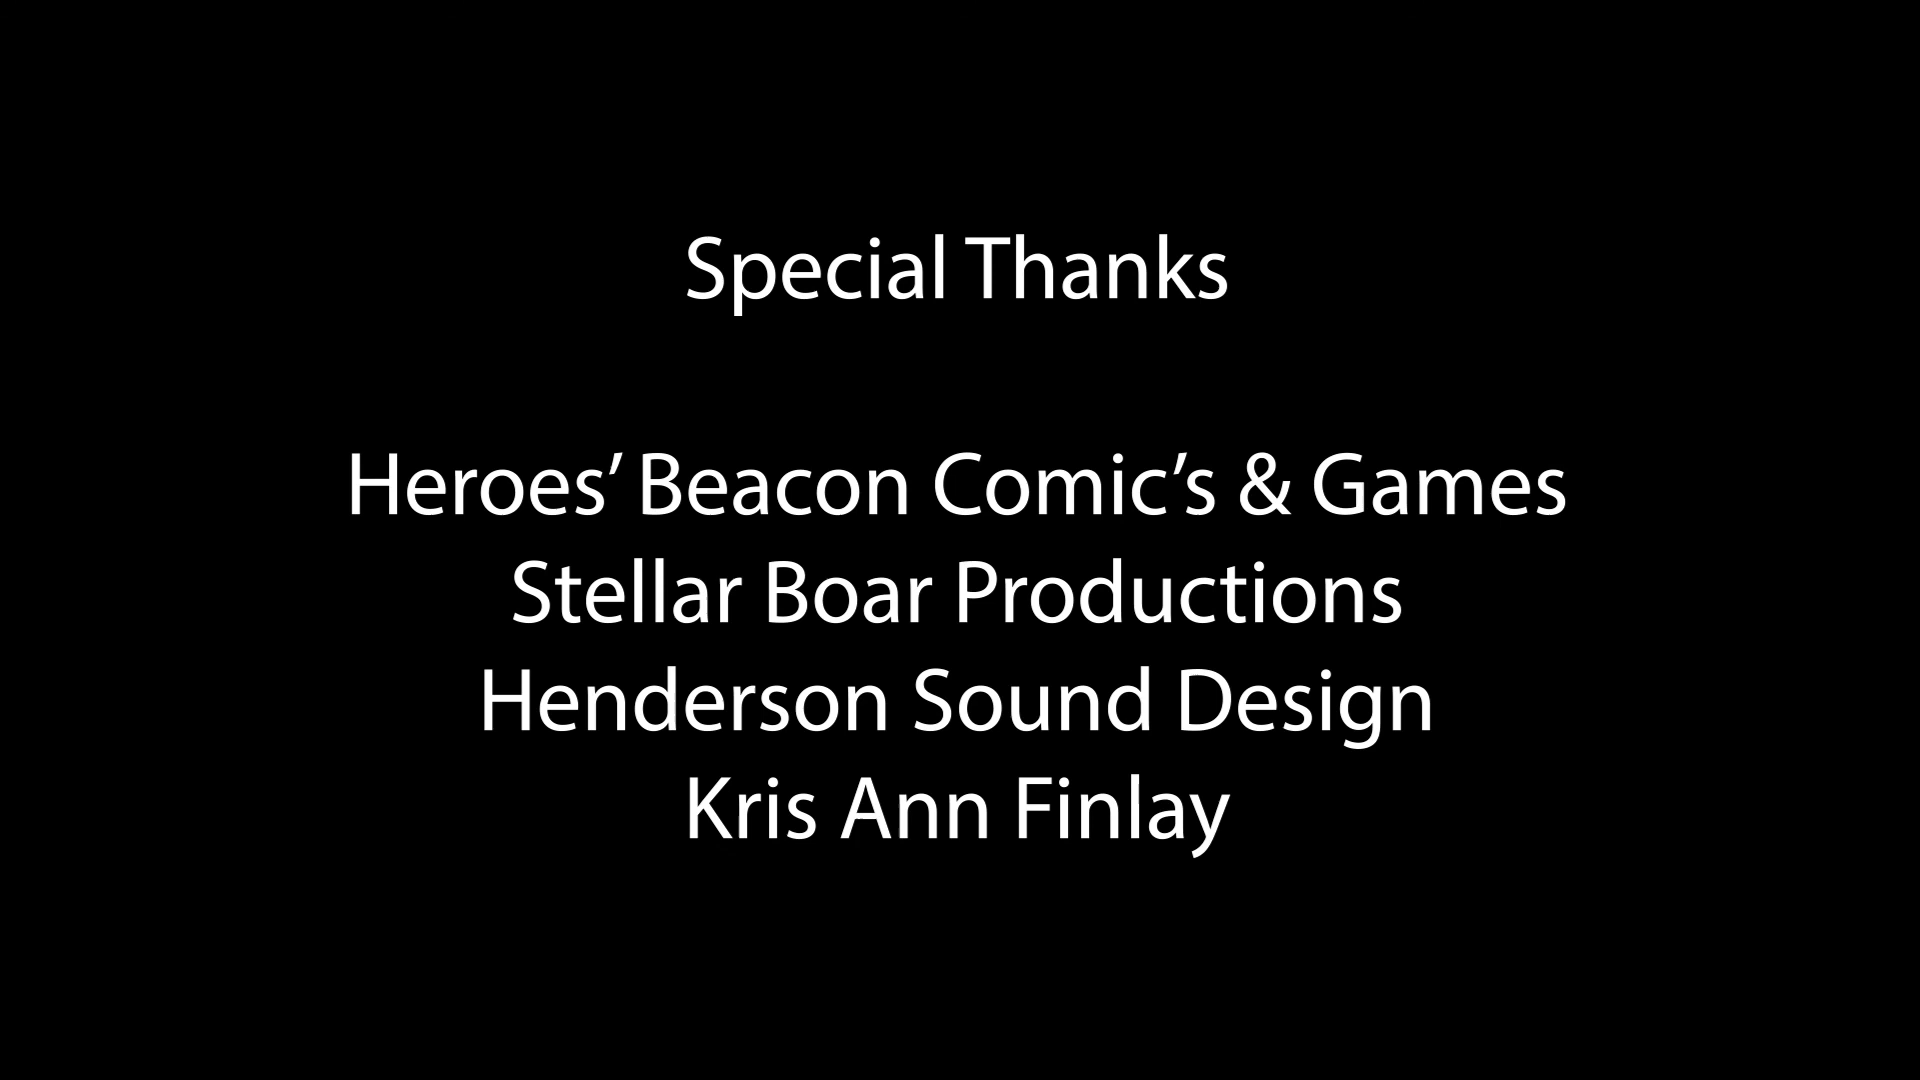 Special Thanks
Heroes’ Beacon Comic’s & Games
Stellar Boar Productions
Henderson Sound Design
Kris Ann Finlay